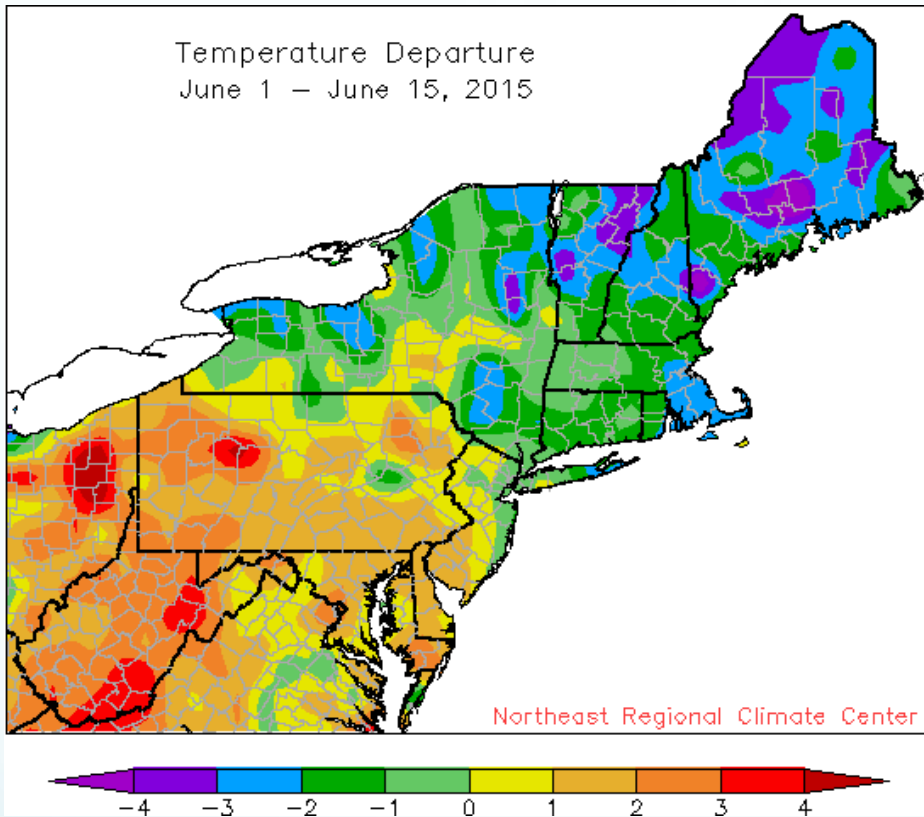 Temperature Departure
June 1 – June 15, 2015
Northeast Regional Climate Center
-4 -3 -2 -1 0 1 2 3 4